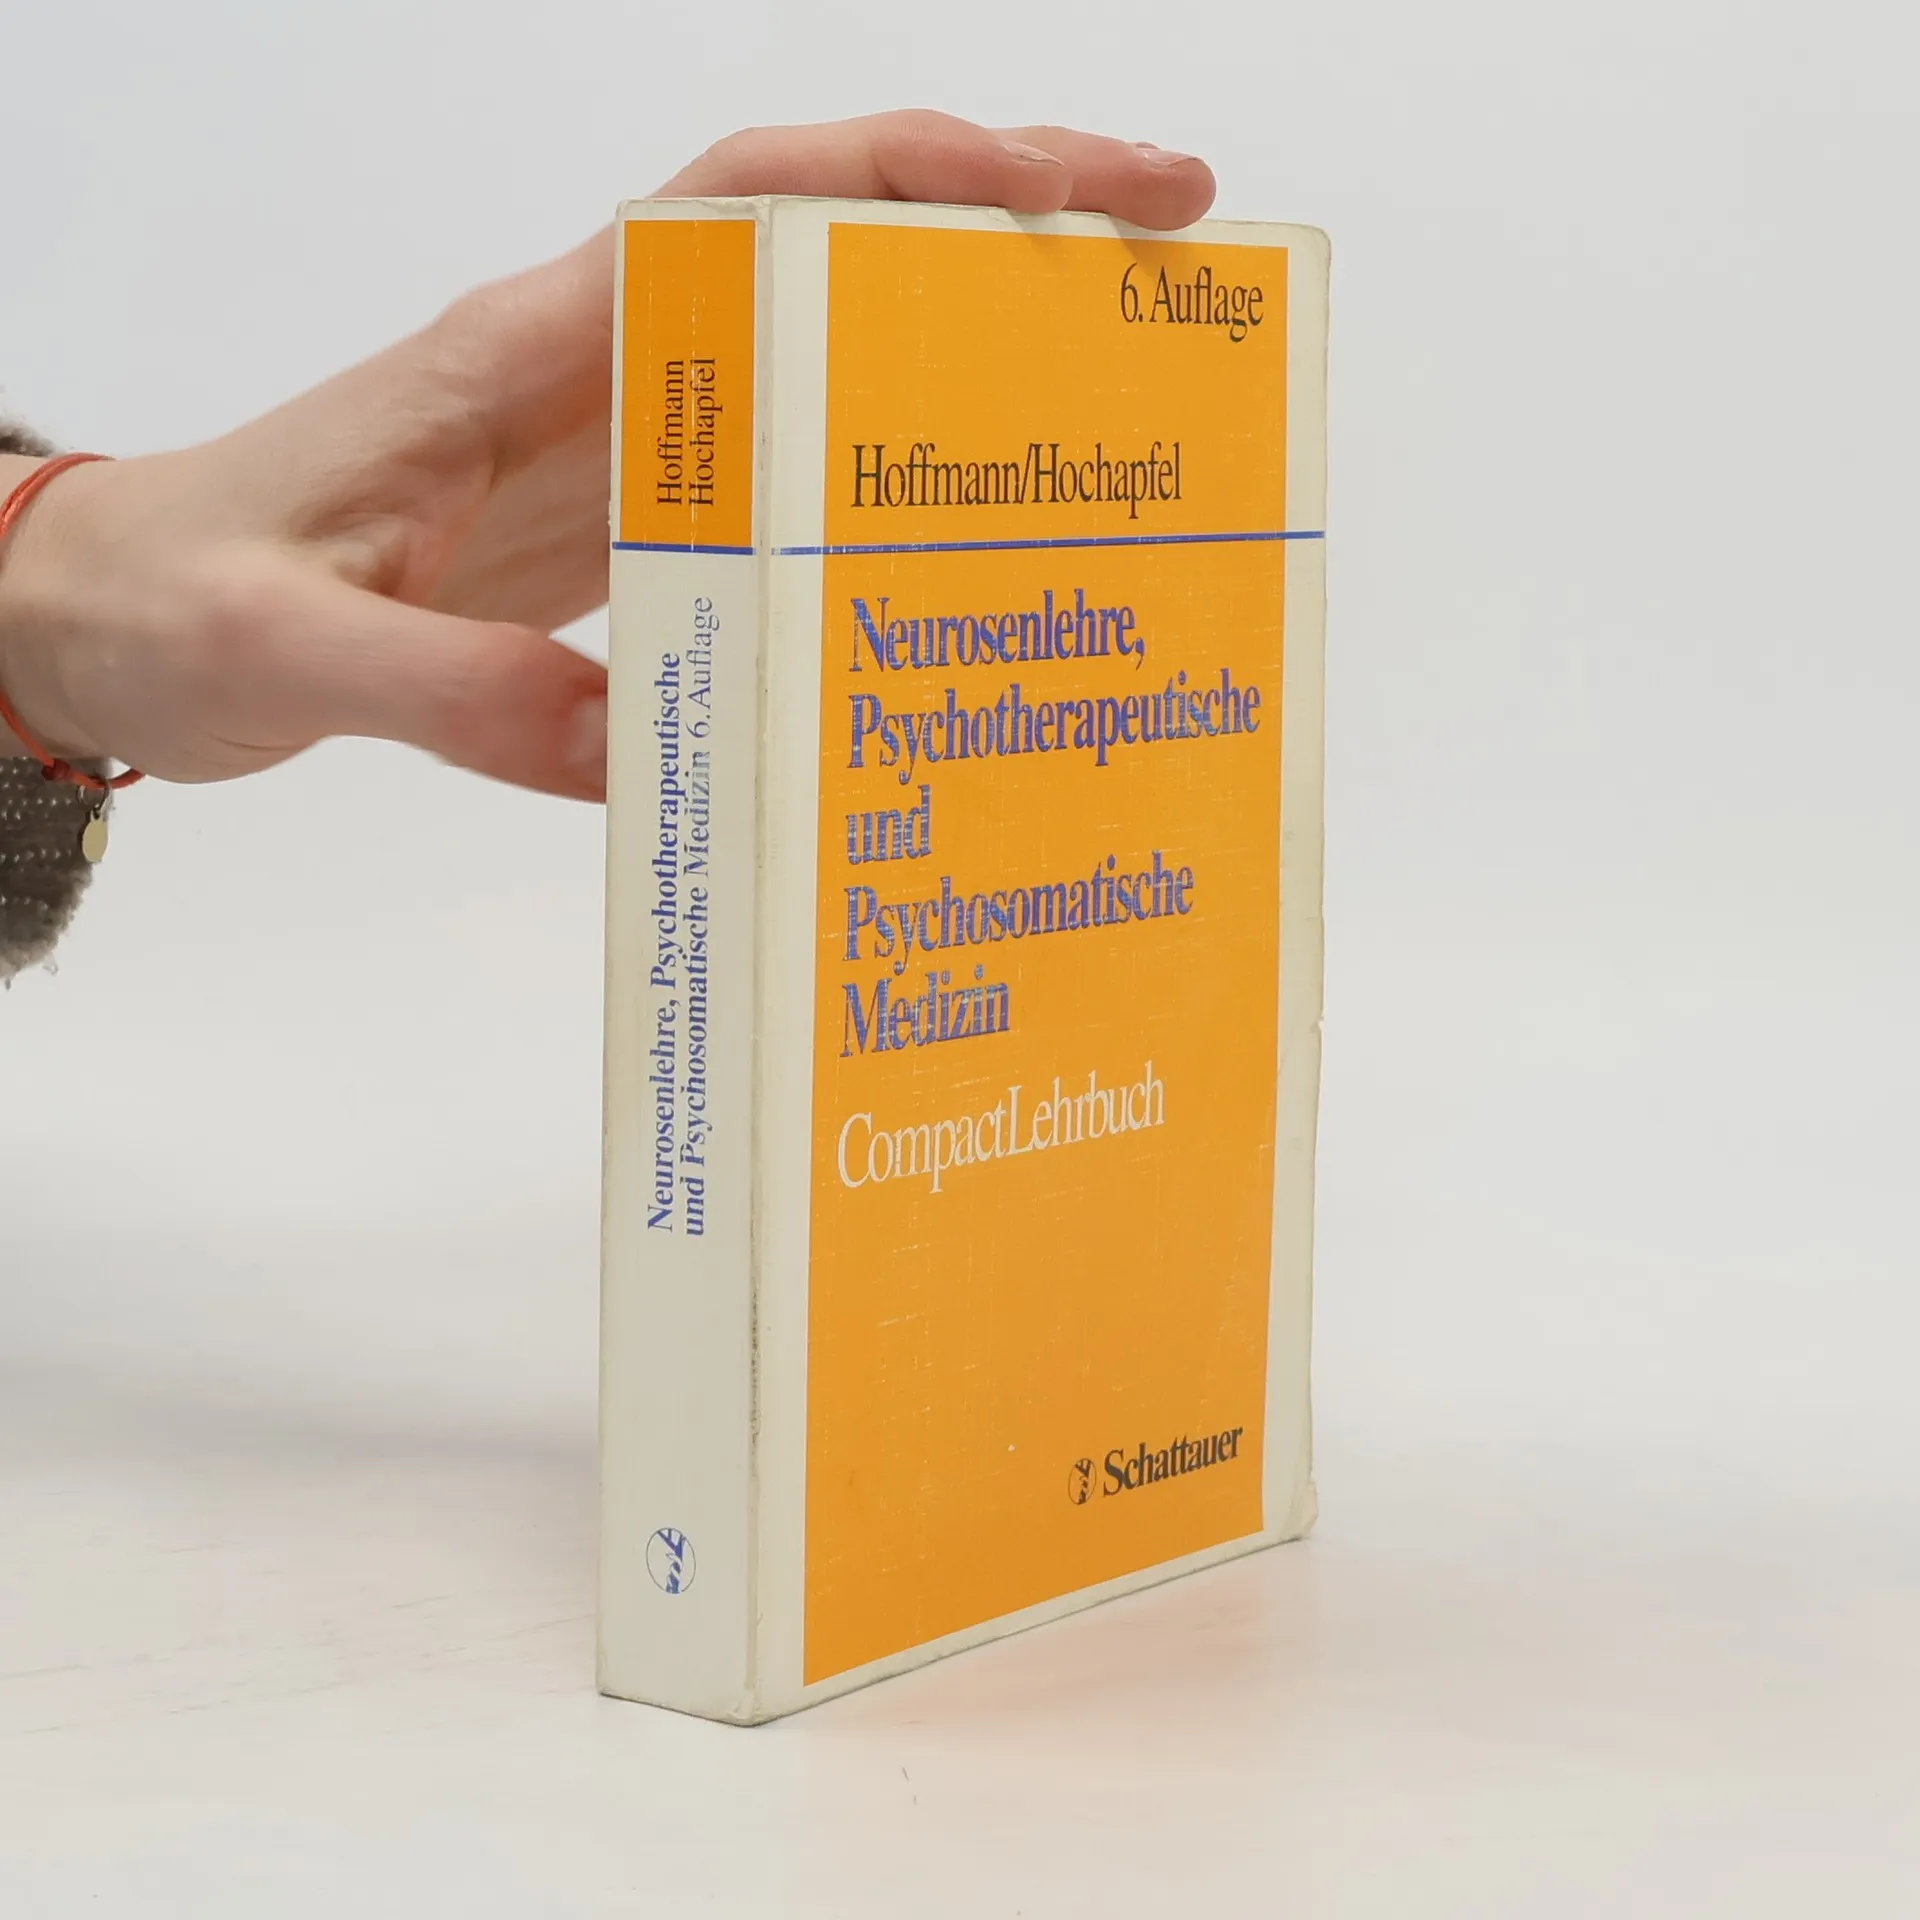 Hoffmann
Hochapfel
Neurosenlehre, Psychotherapeutische
und Psychosomatische Medizin 6. Auflage
6. Auflage
Hoffmann/Hochapfel
Neurosenlehre,
Psychotherapeutische
und
Psychosomatische
Medizin
CompactLehrbuch
Schattauer